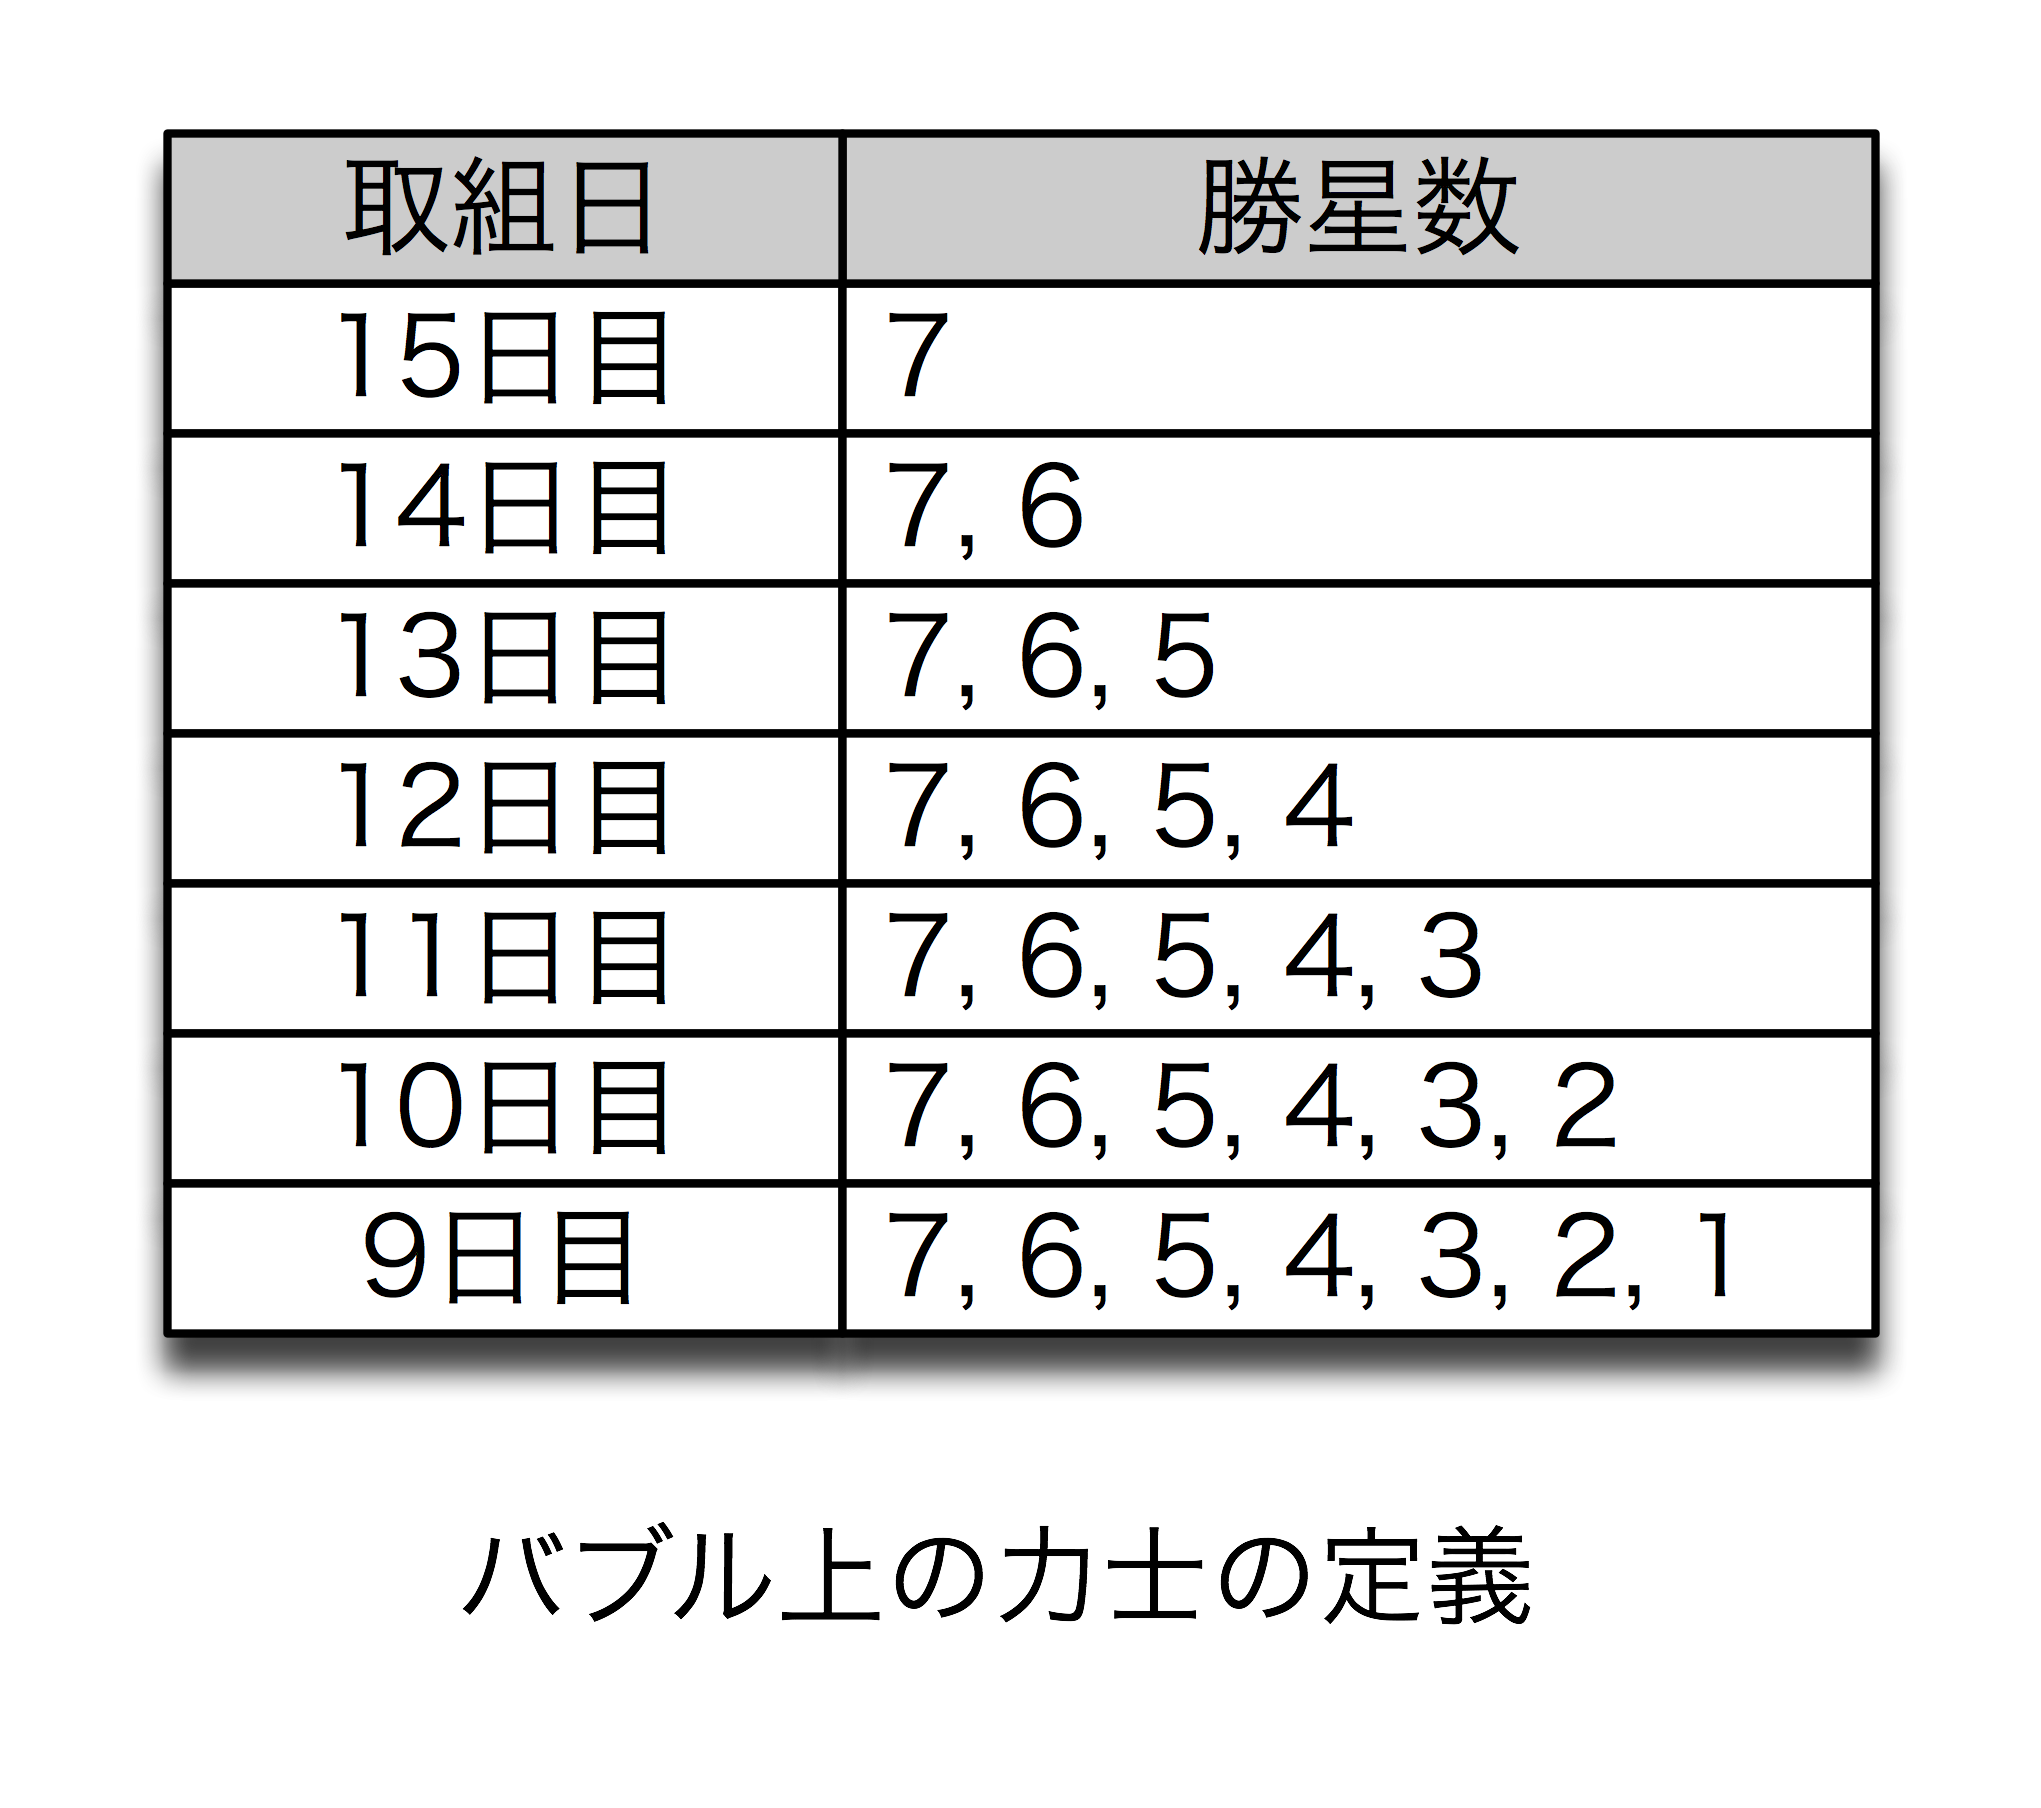 取組日 勝星数
15日目 7
14日目 7, 6
13日目 7, 6, 5
12日目 7, 6, 5, 4
11日目 7, 6, 5, 4, 3
10日目 7, 6, 5, 4, 3, 2
9日目 7, 6, 5, 4, 3, 2, 1
バブル上の力士の定義